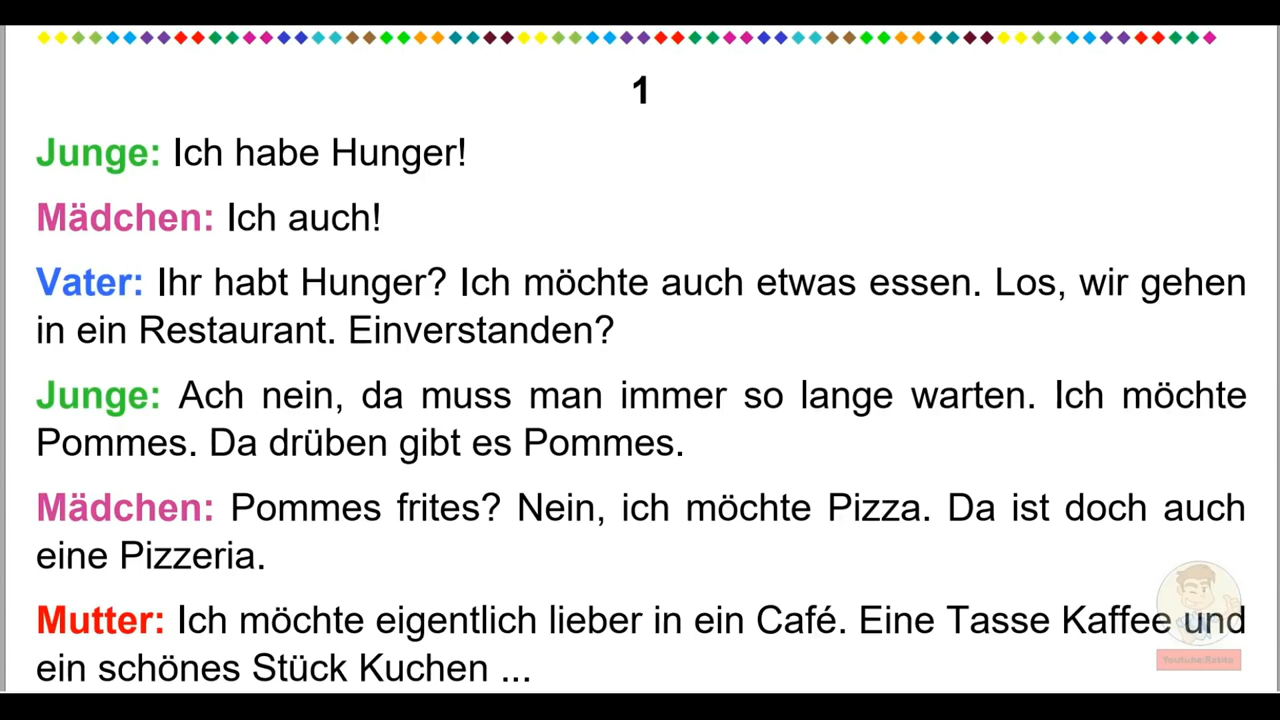 1
Junge: Ich habe Hunger!
Mädchen: Ich auch!
Vater: Ihr habt Hunger? Ich möchte auch etwas essen. Los, wir gehen
in ein Restaurant. Einverstanden?
Junge: Ach nein, da muss man immer so lange warten. Ich möchte
Pommes. Da drüben gibt es Pommes.
Mädchen: Pommes frites? Nein, ich möchte Pizza. Da ist doch auch
eine Pizzeria.
Mutter: Ich möchte eigentlich lieber in ein Café. Eine Tasse Kaffee und
ein schönes Stück Kuchen ...